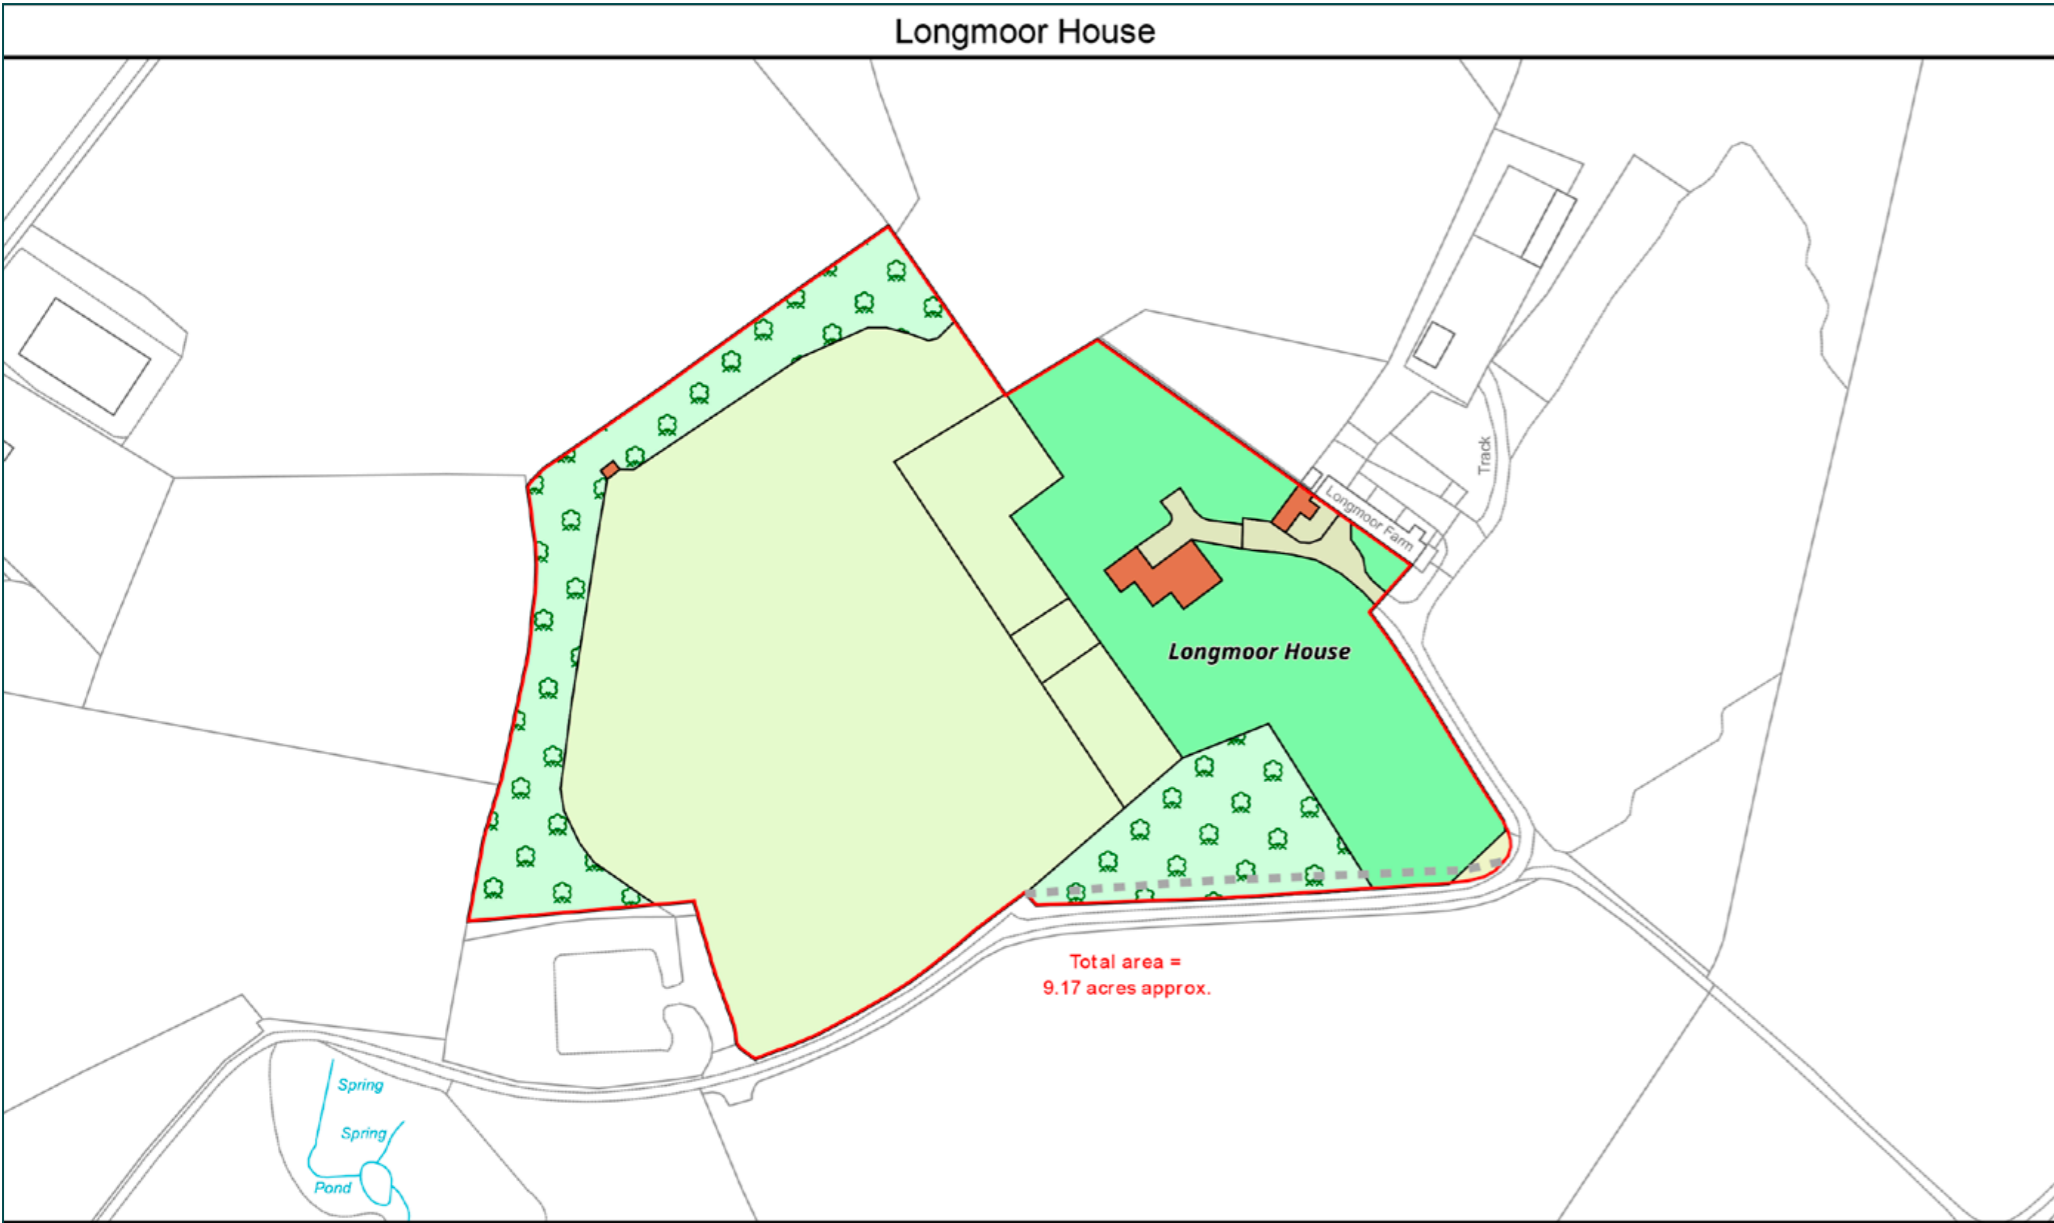 Longmoor House
Track
Longmoor Farm
Longmoor House
Total area =
9.17 acres approx.
Spring
Spring
Pond